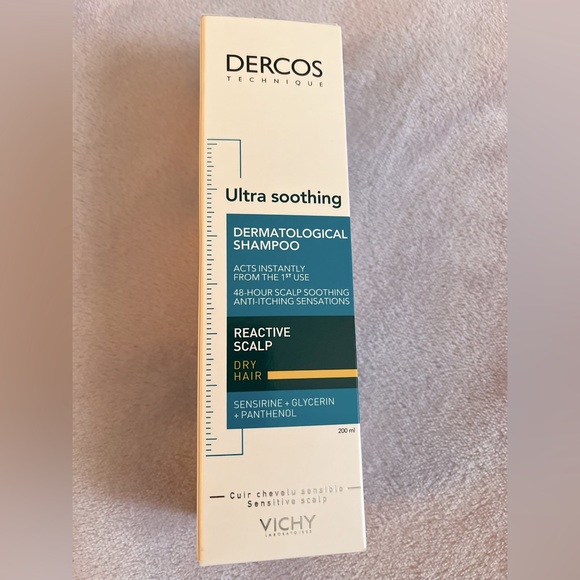 DERCOS
TECHNIQUE
Ultra soothing
DERMATOLOGICAL
SHAMPOO
ACTS INSTANTLY
FROM THE 1ST USE
48-HOUR SCALP SOOTHING
ANTI-ITCHING SENSATIONS
REACTIVE
SCALP
DRY
HAIR
SENSIRINE + GLYCERIN
+ PANTHENOL
200 ml
Cuir chevelu sensible
Sensitive scalp
VICHY
LABORATOIRES